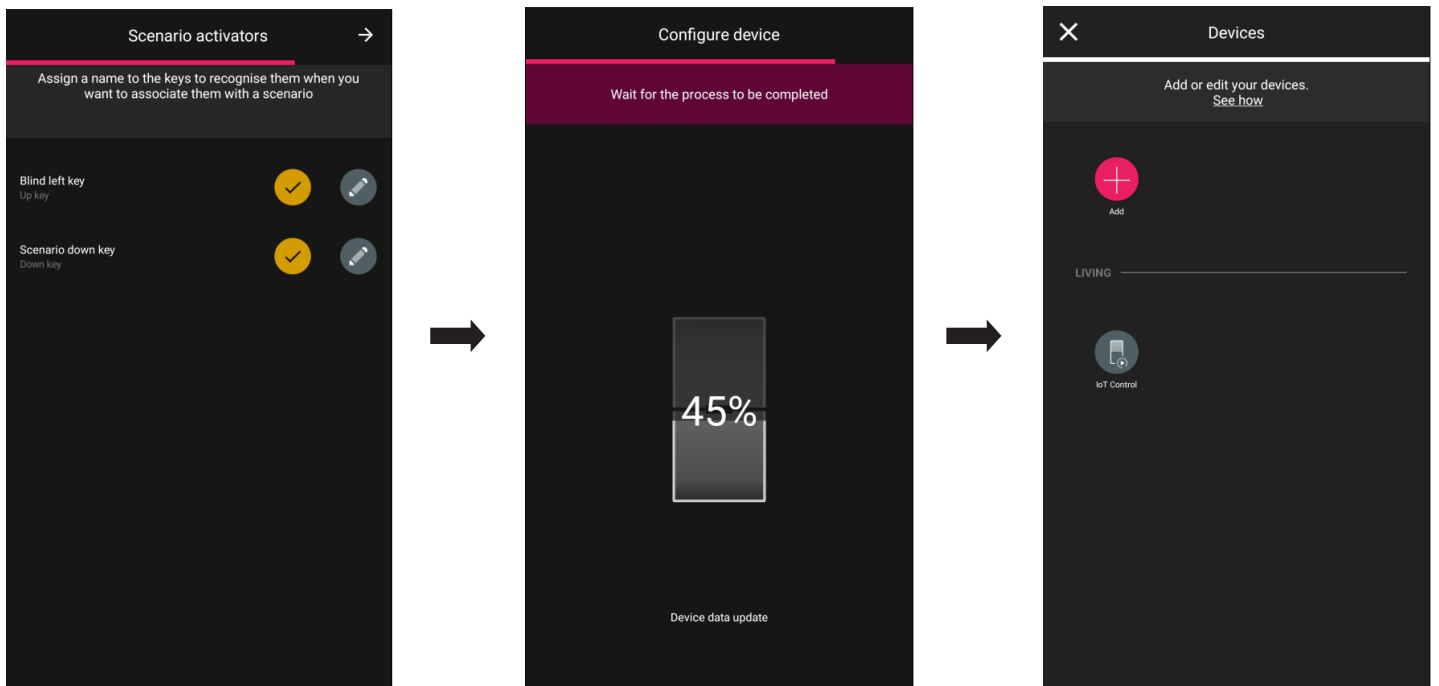 Scenario activators
Assign a name to the keys to recognise them when you
want to associate them with a scenario
Blind left key
Up key
Scenario down key
Down key
Configure device
Wait for the process to be completed
45%
Device data update
Devices
Add or edit your devices.
See how
Add
LIVING
IoT Control